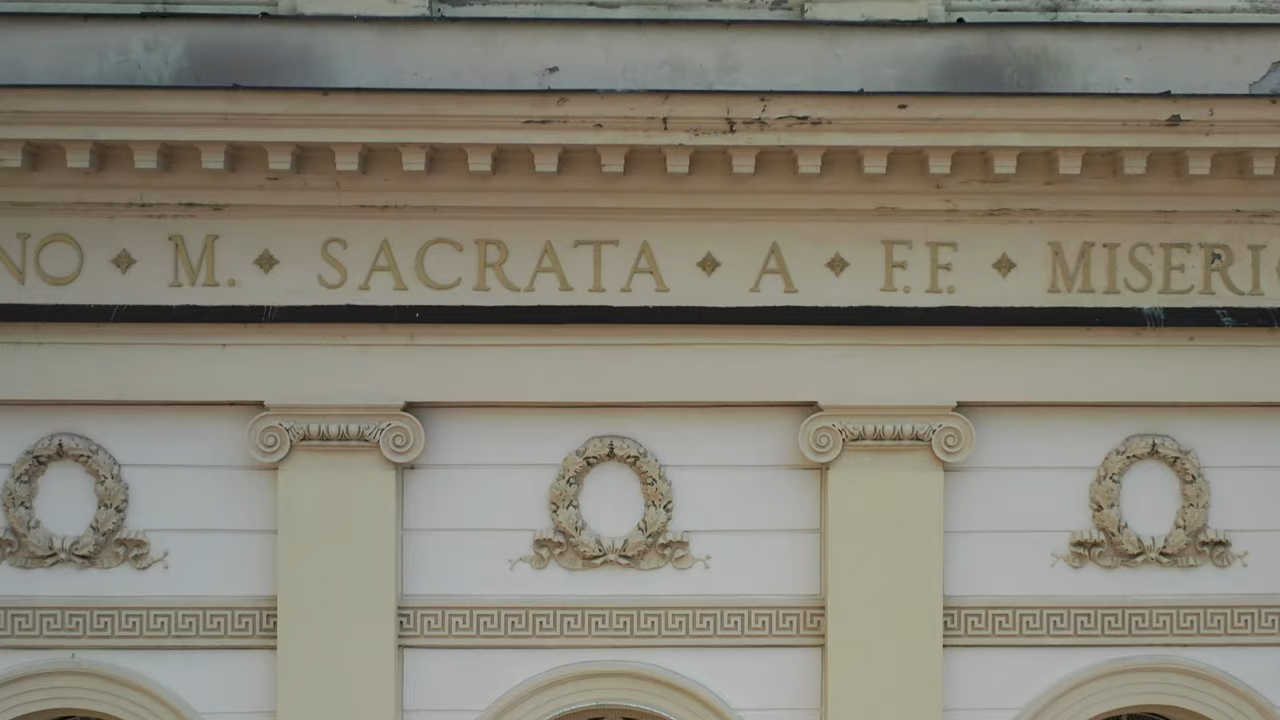 NO ◆ M. ◆ SACRATA ◆ A ◆ F.F. ◆ MISERI